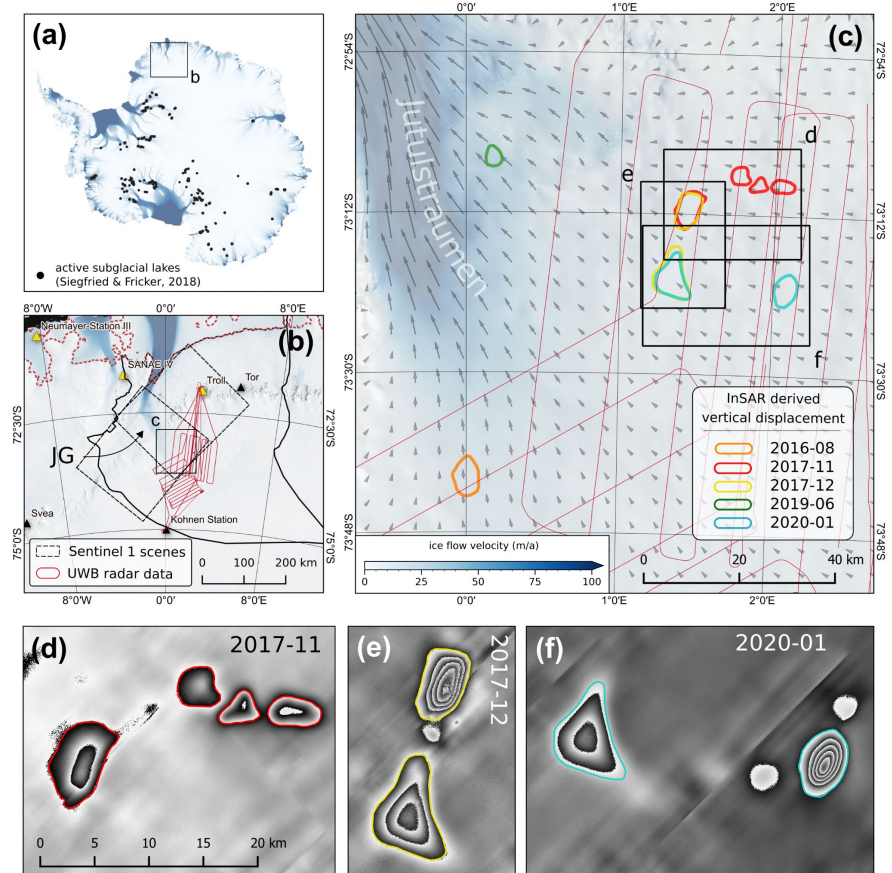 (a)
b
active subglacial lakes
(Siegfried & Fricker, 2018)
8°0'W 0°0' 8°0'E
(b)
Neumayer-Station III
SANAE IV
Troll
Tor
72°30'S
72°30'S
c
JG
Svea
Kohnen Station
75°0'S
75°0'S
Sentinel 1 scenes
UWB radar data
0 100 200 km
8°0'W 0°0' 8°0'E
0°0' 1°0'E 2°0'E
(c)
72°54'S
72°54'S
Jutulstraumen
d
e
73°12'S
73°12'S
f
73°30'S
73°30'S
InSAR derived
vertical displacement
2016-08
2017-11
2017-12
2019-06
2020-01
73°48'S
73°48'S
ice flow velocity (m/a)
0 25 50 75 100
0 20 40 km
0°0' 1°0'E 2°0'E
(d)
2017-11
0 5 10 15 20 km
(e)
2017-12
(f)
2020-01